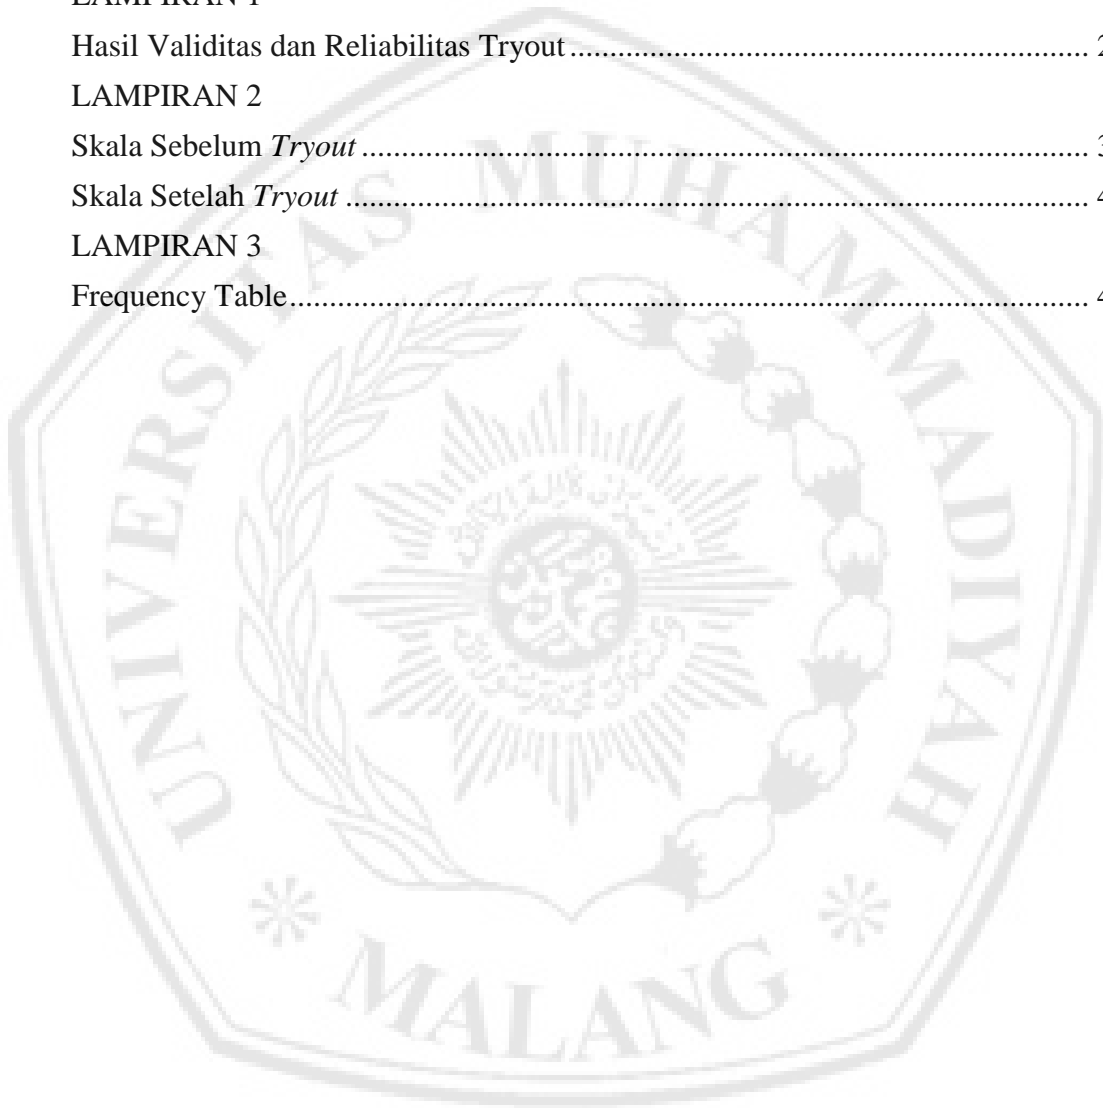 LAMPIRAN 1
Hasil Validitas dan Reliabilitas Tryout ................................................................ 2
LAMPIRAN 2
Skala Sebelum Tryout .......................................................................................... 3
Skala Setelah Tryout ............................................................................................ 4
LAMPIRAN 3
Frequency Table ................................................................................................... 4
UNIVERSITAS MUHAMMADIYAH
MALANG